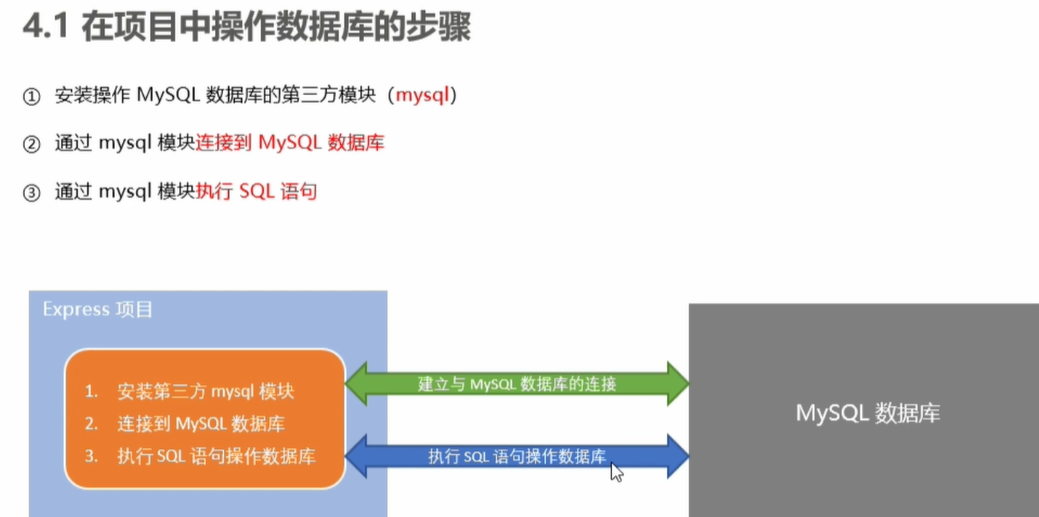 4.1 在项目中操作数据库的步骤
① 安装操作 MySQL 数据库的第三方模块（mysql）
② 通过 mysql 模块连接到 MySQL 数据库
③ 通过 mysql 模块执行 SQL 语句
Express 项目
1. 安装第三方 mysql 模块
2. 连接到 MySQL 数据库
3. 执行 SQL 语句操作数据库
建立与 MySQL 数据库的连接
执行 SQL 语句操作数据库
MySQL 数据库